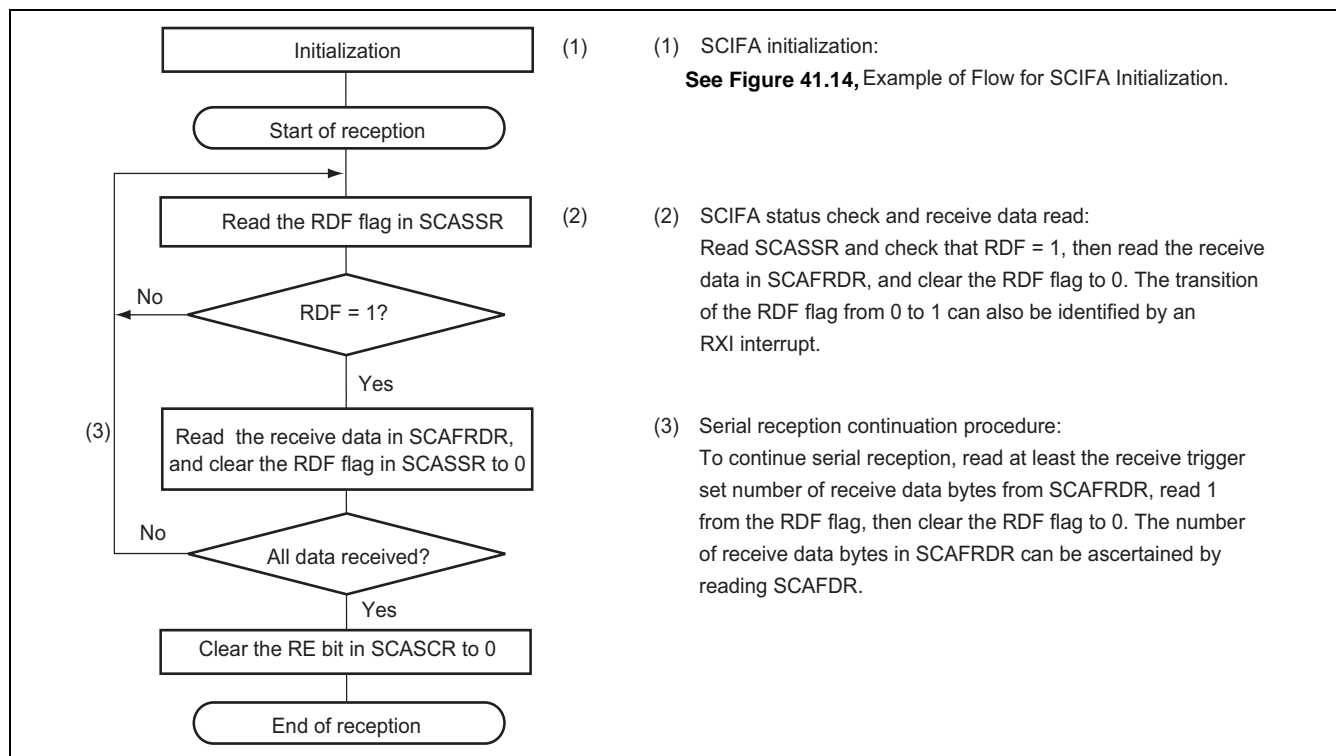 Initialization
(1)
(1) SCIFA initialization:
See Figure 41.14, Example of Flow for SCIFA Initialization.
Start of reception
Read the RDF flag in SCASSR
(2)
(2) SCIFA status check and receive data read:
Read SCASSR and check that RDF = 1, then read the receive
data in SCAFRDR, and clear the RDF flag to 0. The transition
of the RDF flag from 0 to 1 can also be identified by an
RXI interrupt.
No
RDF = 1?
Yes
(3)
Read the receive data in SCAFRDR,
and clear the RDF flag in SCASSR to 0
(3) Serial reception continuation procedure:
To continue serial reception, read at least the receive trigger
set number of receive data bytes from SCAFRDR, read 1
from the RDF flag, then clear the RDF flag to 0. The number
of receive data bytes in SCAFRDR can be ascertained by
reading SCAFDR.
No
All data received?
Yes
Clear the RE bit in SCASCR to 0
End of reception